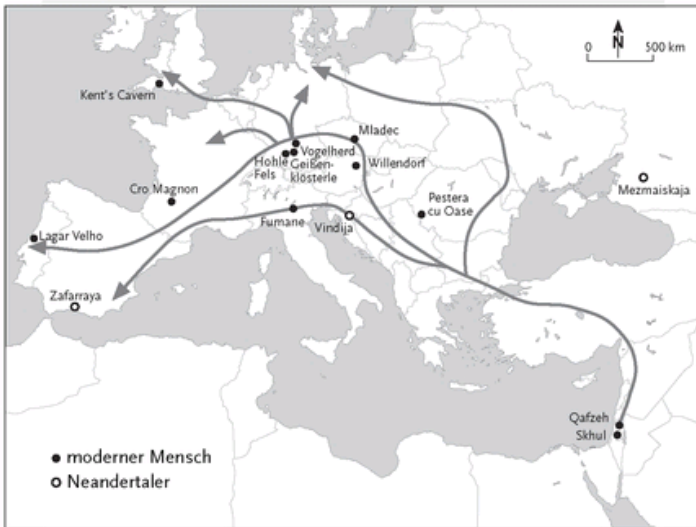 N
0 500 km
Kent's Cavern
Mladec
Vogelherd
Hohle
Fels
Geißen-
klösterle
Willendorf
Mezmaiskaja
Cro Magnon
Pestera
cu Oase
Fumane
Vindija
Lagar Velho
Zafarraya
Qafzeh
Skhul
moderner Mensch
Neandertaler